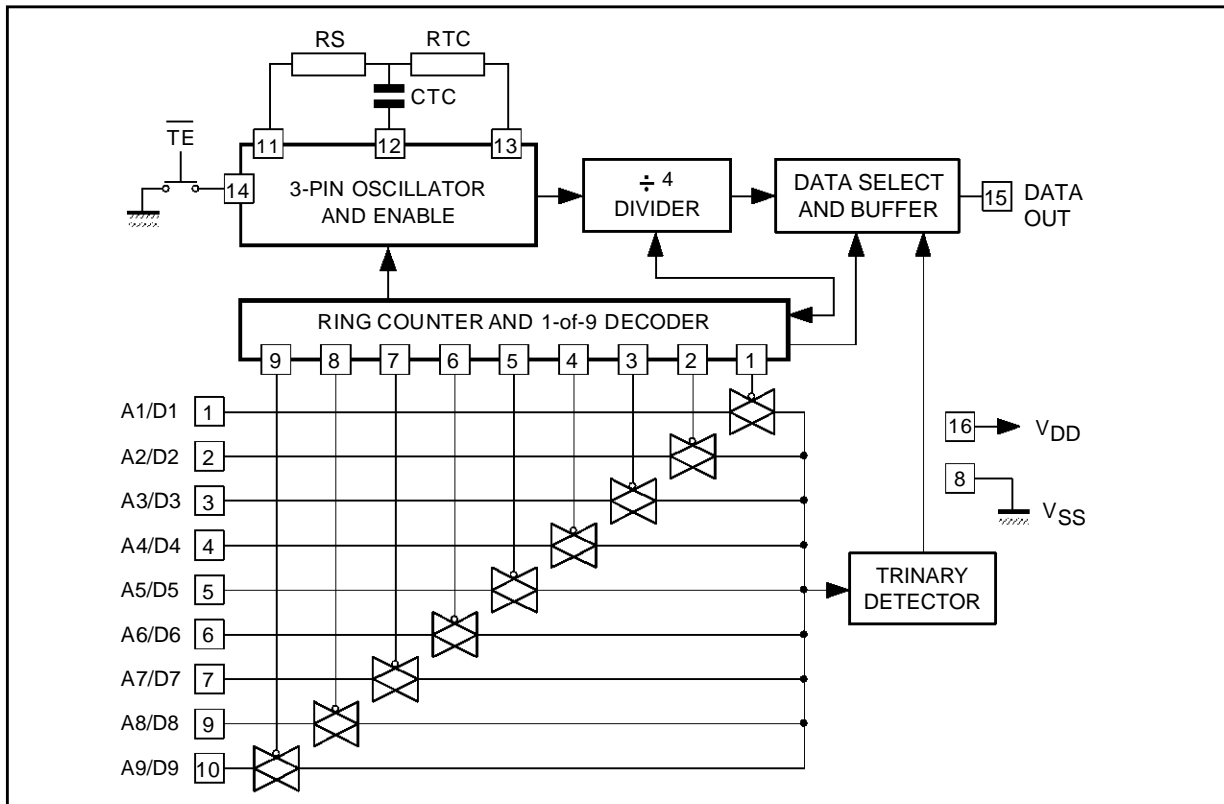 RS
RTC
CTC
TE
11
12
13
14
3-PIN OSCILLATOR
AND ENABLE
÷ 4
DIVIDER
DATA SELECT
AND BUFFER
15
DATA
OUT
RING COUNTER AND 1-of-9 DECODER
9 8 7 6 5 4 3 2 1
A1/D1 1
A2/D2 2
A3/D3 3
A4/D4 4
A5/D5 5
A6/D6 6
A7/D7 7
A8/D8 9
A9/D9 10
16 VDD
8
VSS
TRINARY
DETECTOR